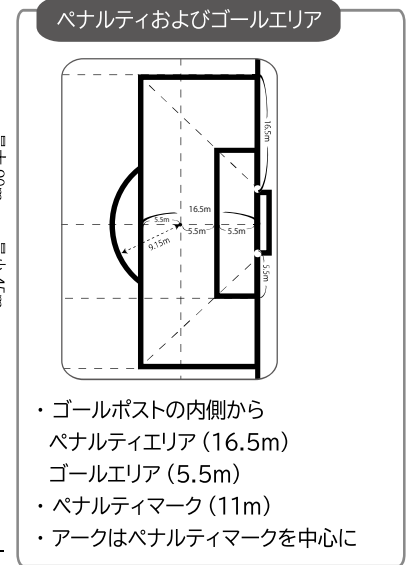 ペナルティおよびゴールエリア
16.5m
16.5m
5.5m
5.5m
5.5m
9.15m
5.5m
・ゴールポストの内側から
ペナルティエリア（16.5m）
ゴールエリア（5.5m）
・ペナルティマーク（11m）
・アークはペナルティマークを中心に